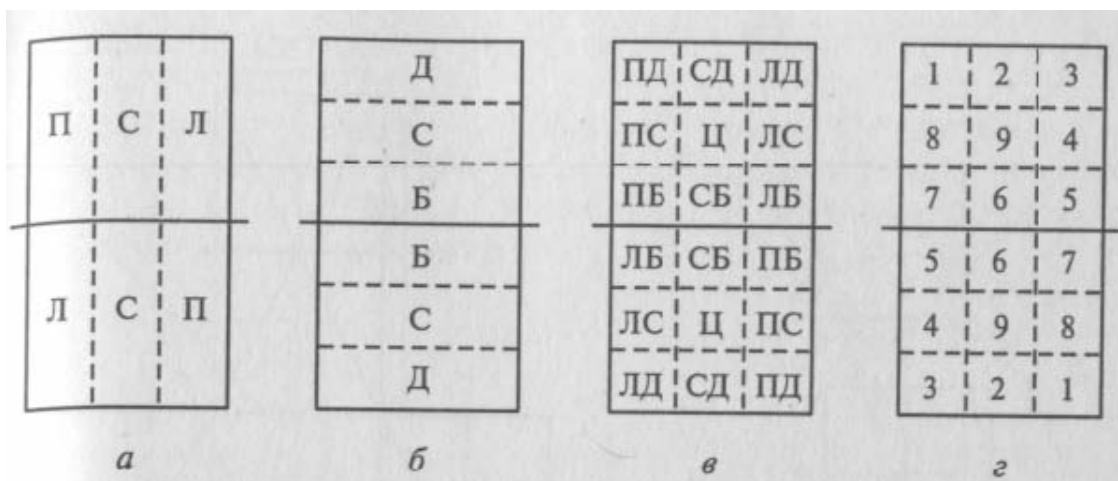 П С Л
Л С П
а
Д
С
Б
Б
С
Д
б
ПД СД ЛД
ПС Ц ЛС
ПБ СБ ЛБ
ЛБ СБ ПБ
ЛС Ц ПС
ЛД СД ПД
в
1 2 3
8 9 4
7 6 5
5 6 7
4 9 8
3 2 1
г